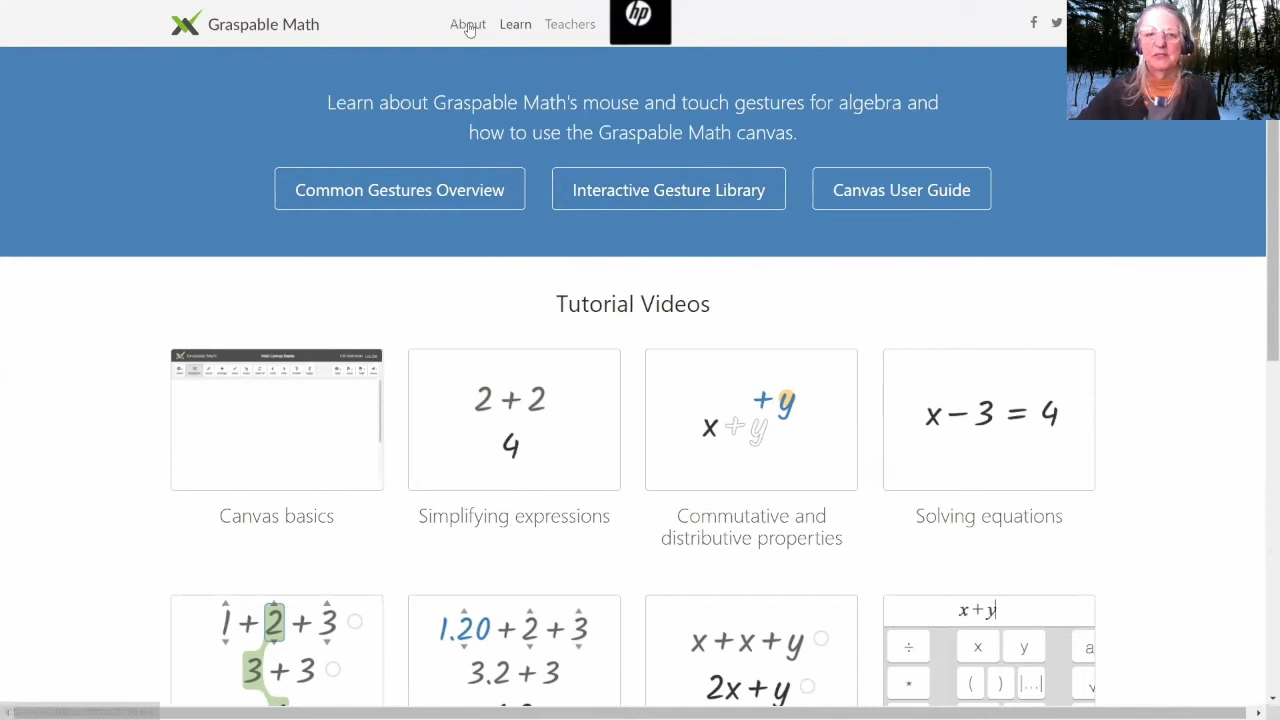 Graspable Math
About Learn Teachers
hp
Learn about Graspable Math's mouse and touch gestures for algebra and
how to use the Graspable Math canvas.
Common Gestures Overview
Interactive Gesture Library
Canvas User Guide
Tutorial Videos
Graspable Math
2 + 2
4
x + y
+ y
x − 3 = 4
Canvas basics
Simplifying expressions
Commutative and
distributive properties
Solving equations
1 + 2 + 3
3 + 3
1.20 + 2 + 3
3.2 + 3
x + x + y
2x + y
x + y
÷ x y a
* ( ) |...| √